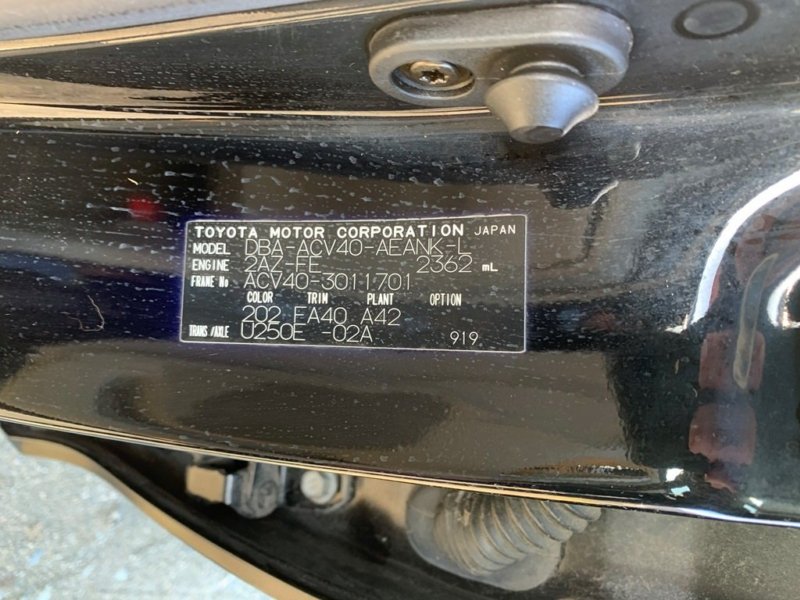 TOYOTA MOTOR CORPORATION JAPAN
MODEL DBA-ACV40-AEANK-L
ENGINE 2AZ-FE 2362 mL
FRAME No ACV40-3011701
COLOR TRIM PLANT OPTION
202 FA40 A42
TRANS/AXLE U250E -02A 919